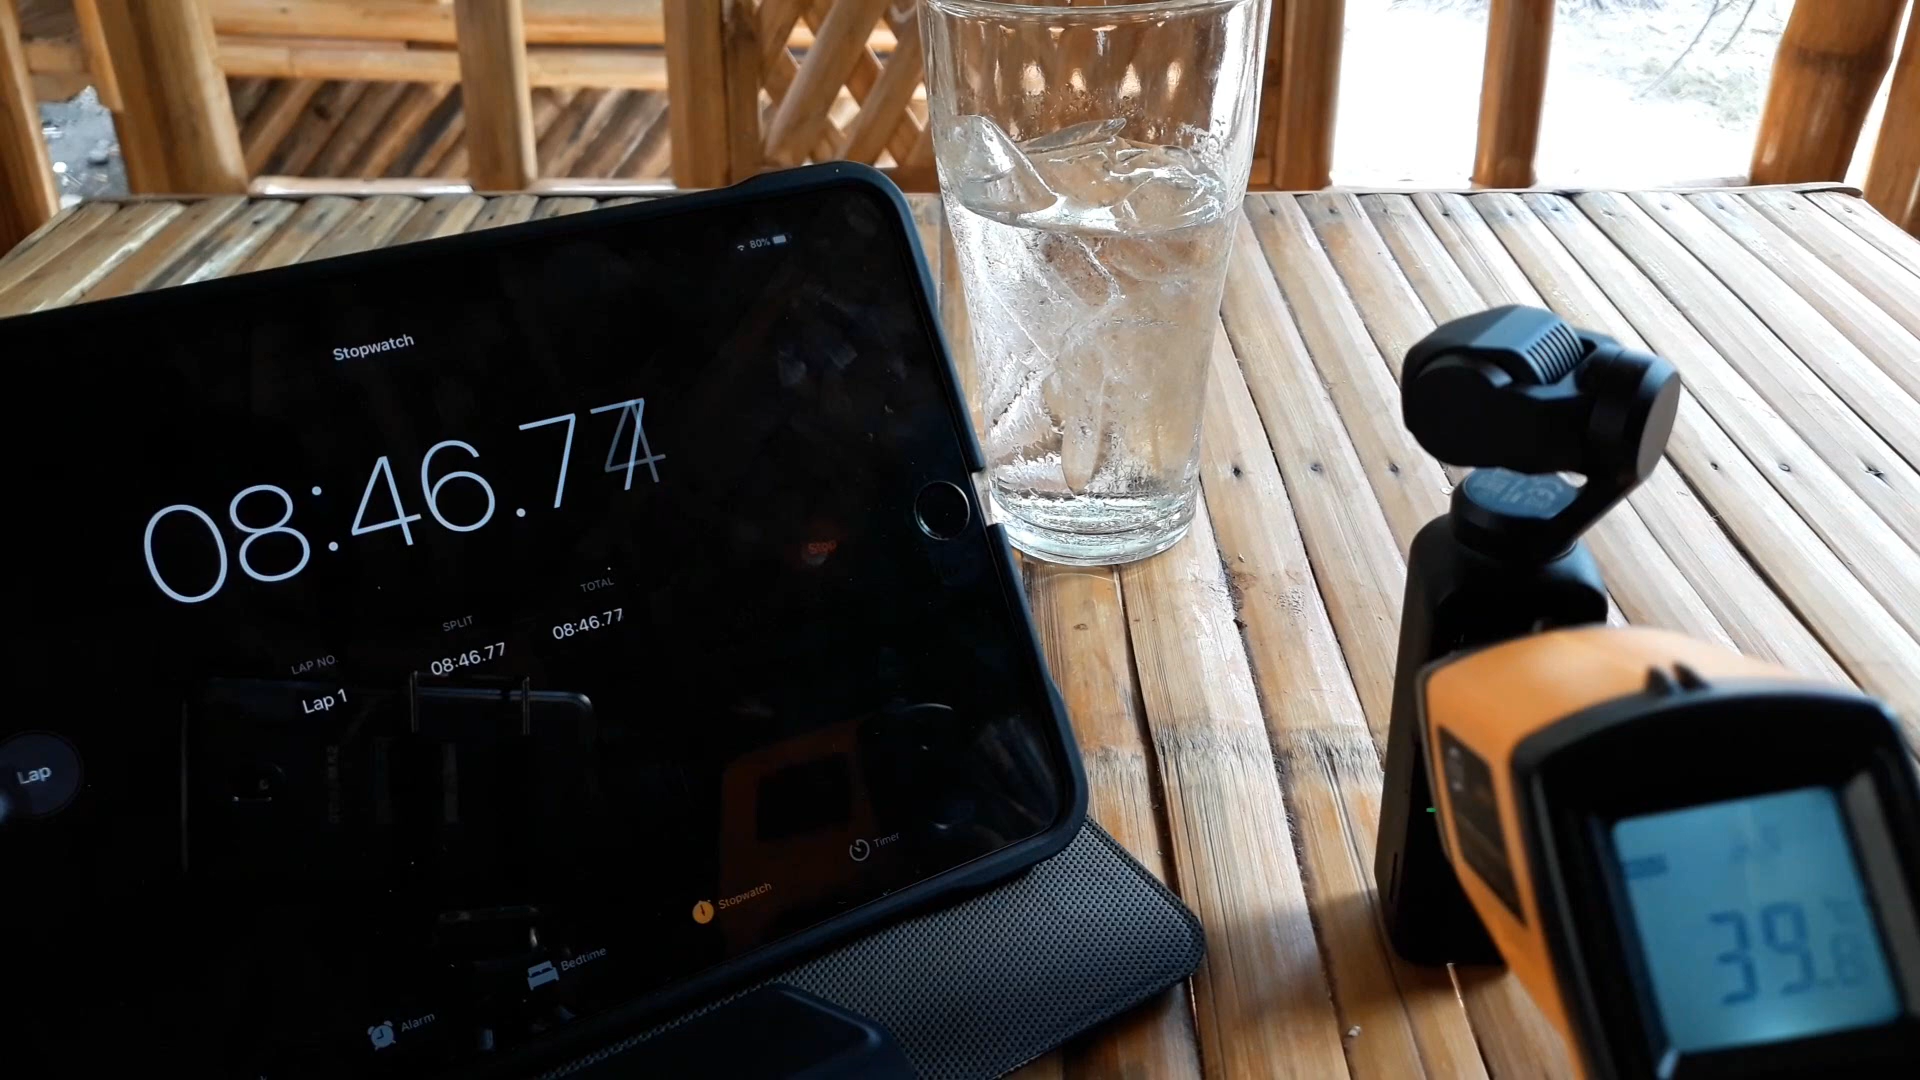 80%
Stopwatch
08:46.77
Stop
LAP NO.
SPLIT
TOTAL
Lap 1
08:46.77
08:46.77
Lap
Alarm
Bedtime
Stopwatch
Timer
39.8